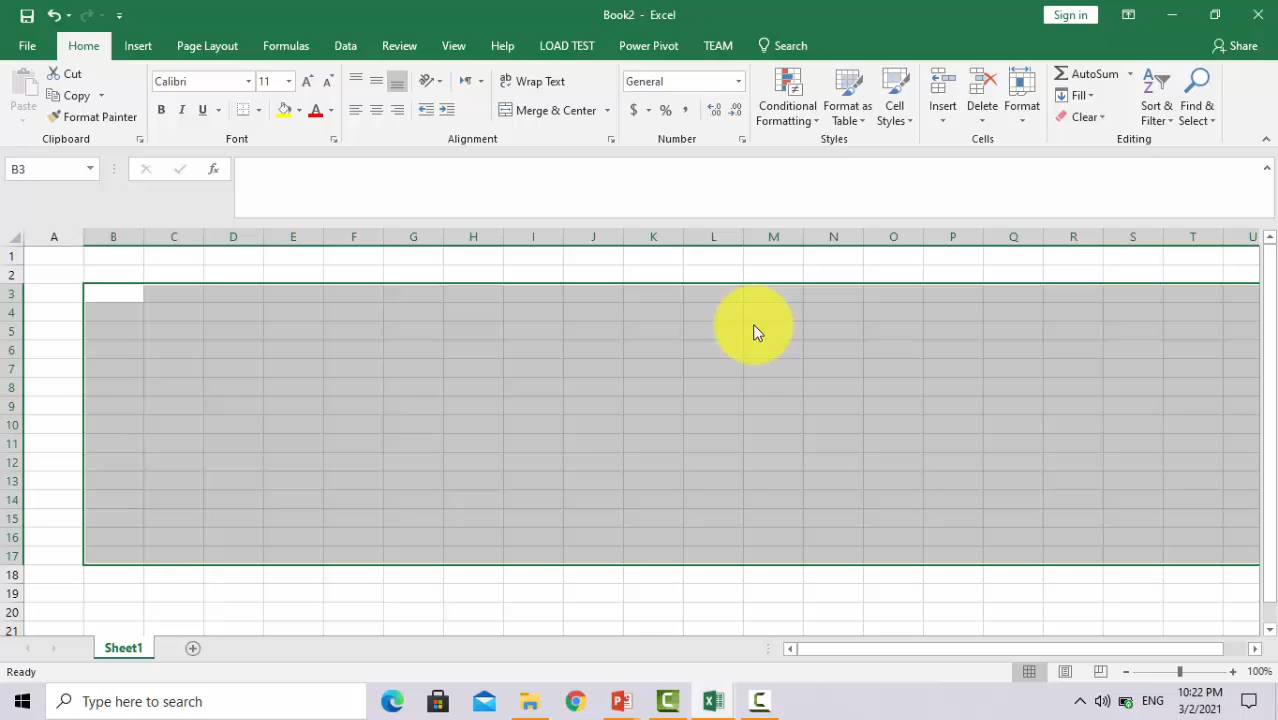 Book2 - Excel
Sign in
File Home Insert Page Layout Formulas Data Review View Help LOAD TEST Power Pivot TEAM Search Share
Paste
Cut
Copy
Format Painter
Clipboard
Calibri 11
B I U A
Font
ab Wrap Text
Merge & Center
Alignment
General
$ % ,
Number
Conditional Formatting
Format as Table
Cell Styles
Styles
Insert Delete Format
Cells
AutoSum
Fill
Clear
Sort & Filter
Find & Select
Editing
B3
fx
A B C D E F G H I J K L M N O P Q R S T U
1
2
3
4
5
6
7
8
9
10
11
12
13
14
15
16
17
18
19
20
21
Sheet1
Ready
100%
Type here to search
ENG
10:22 PM
3/2/2021